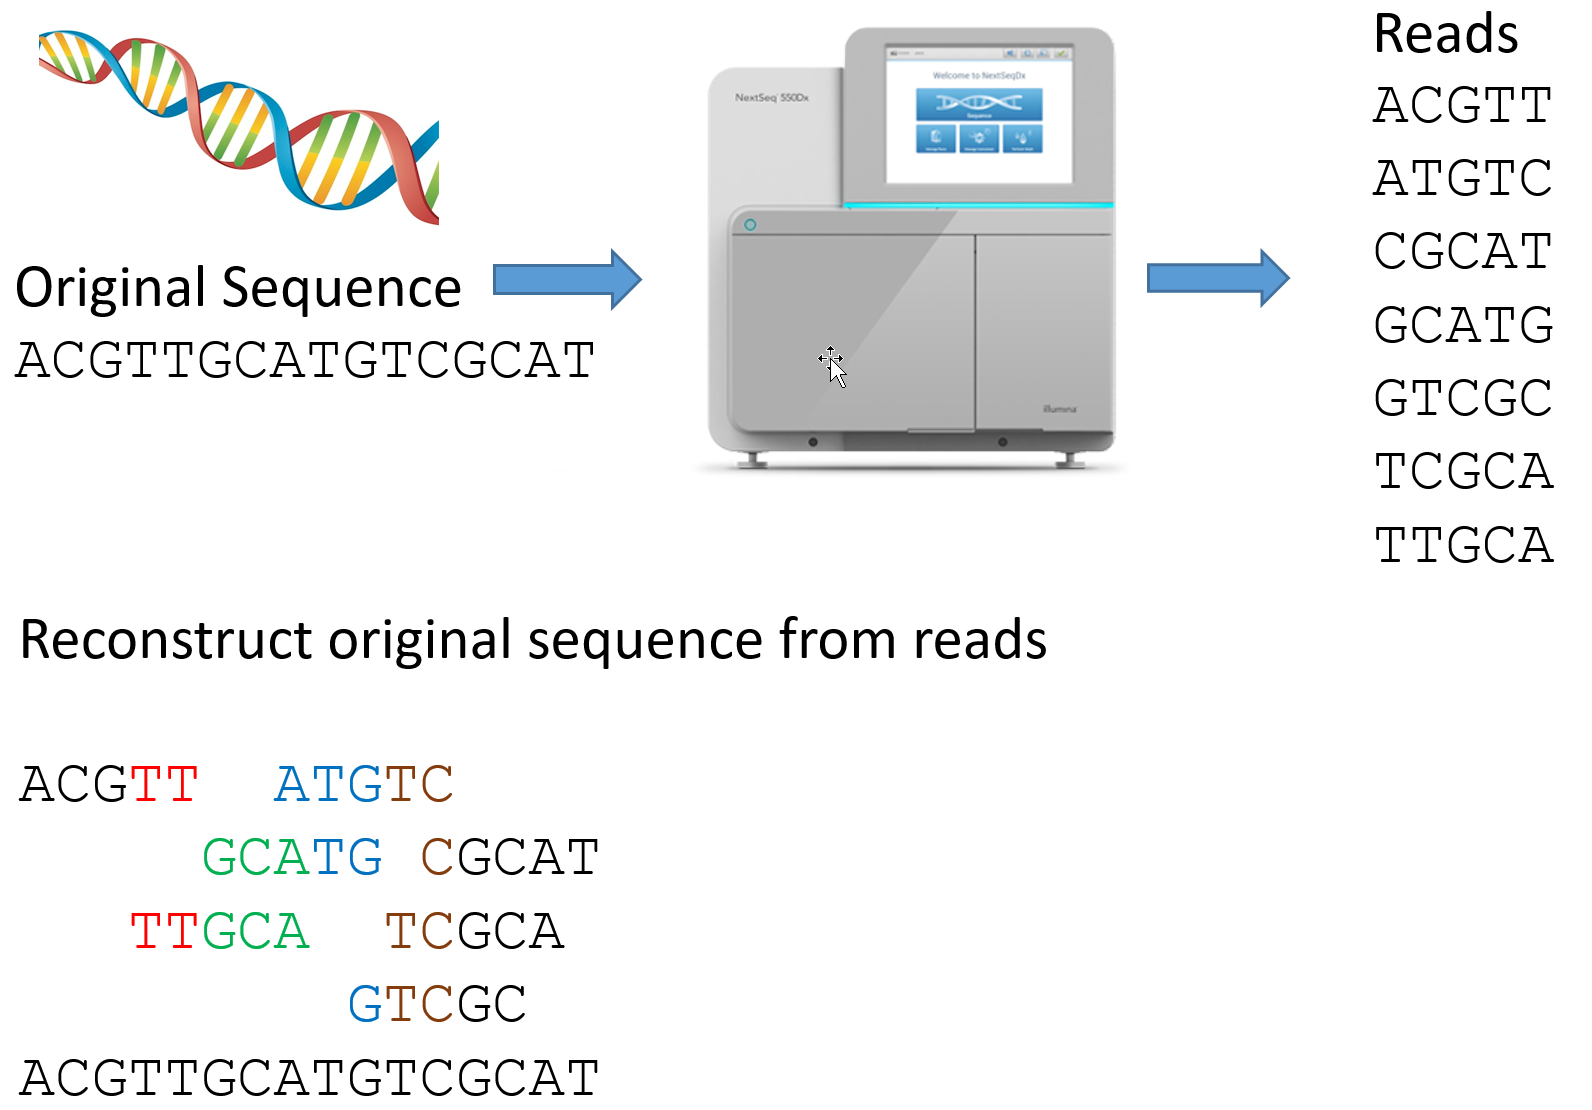 Original Sequence
ACGTTGCATGTCGCAT
NextSeq 550Dx
Welcome to NextSeqDx
Sequence
illumina
Reads
ACGTT
ATGTC
CGCAT
GCATG
GTCGC
TCGCA
TTGCA
Reconstruct original sequence from reads
ACGTT ATGTC
GCATG CGCAT
TTGCA TCGCA
GTCGC
ACGTTGCATGTCGCAT